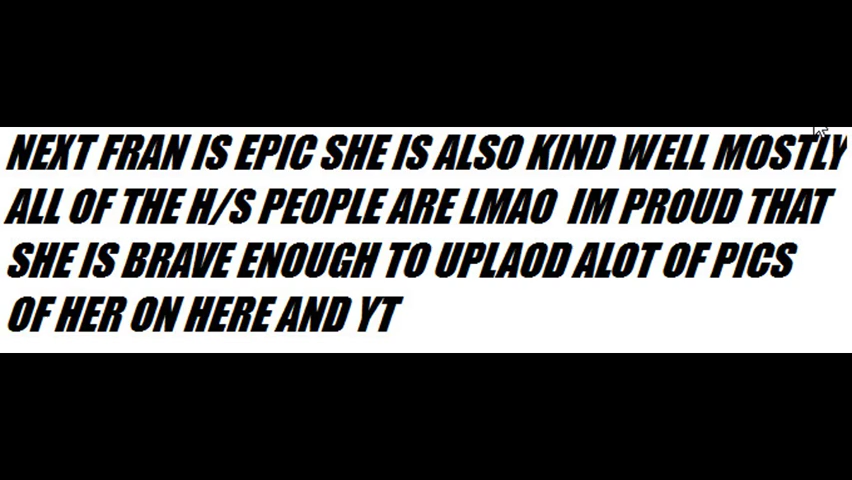 NEXT FRAN IS EPIC SHE IS ALSO KIND WELL MOSTLY
ALL OF THE H/S PEOPLE ARE LMAO IM PROUD THAT
SHE IS BRAVE ENOUGH TO UPLAOD ALOT OF PICS
OF HER ON HERE AND YT